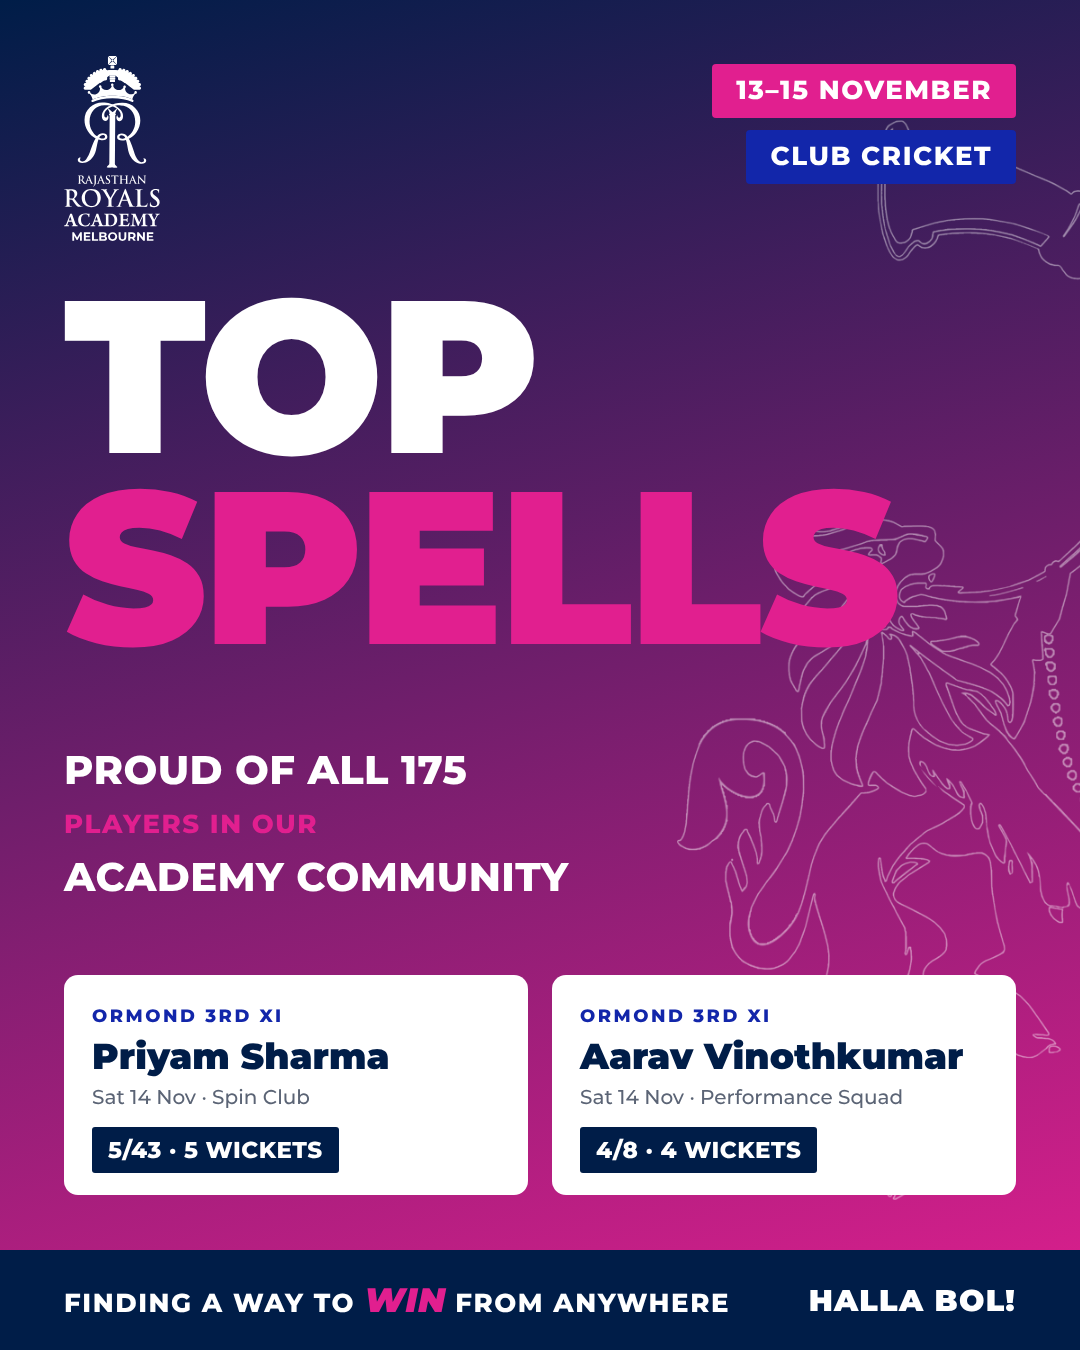 RAJASTHAN
ROYALS
ACADEMY
MELBOURNE
13–15 NOVEMBER
CLUB CRICKET
TOP
SPELLS
PROUD OF ALL 175
PLAYERS IN OUR
ACADEMY COMMUNITY
ORMOND 3RD XI
Priyam Sharma
Sat 14 Nov · Spin Club
5/43 · 5 WICKETS
ORMOND 3RD XI
Aarav Vinothkumar
Sat 14 Nov · Performance Squad
4/8 · 4 WICKETS
FINDING A WAY TO WIN FROM ANYWHERE
HALLA BOL!